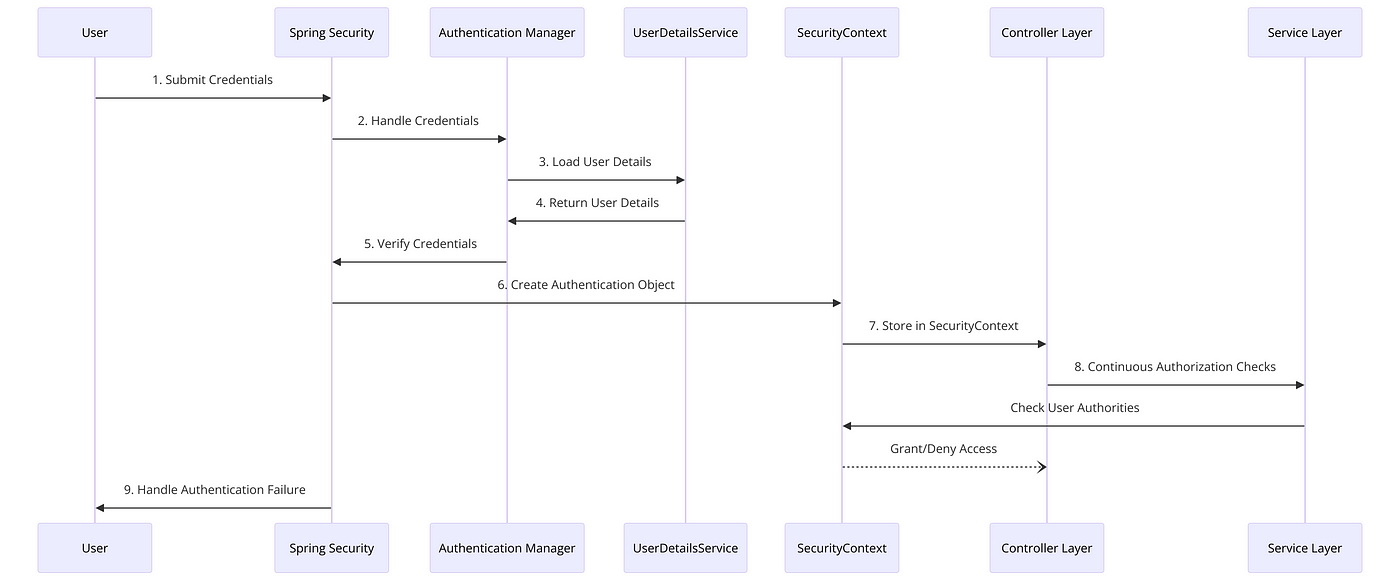 User
Spring Security
Authentication Manager
UserDetailsService
SecurityContext
Controller Layer
Service Layer
1. Submit Credentials
2. Handle Credentials
3. Load User Details
4. Return User Details
5. Verify Credentials
6. Create Authentication Object
7. Store in SecurityContext
8. Continuous Authorization Checks
Check User Authorities
Grant/Deny Access
9. Handle Authentication Failure
User
Spring Security
Authentication Manager
UserDetailsService
SecurityContext
Controller Layer
Service Layer